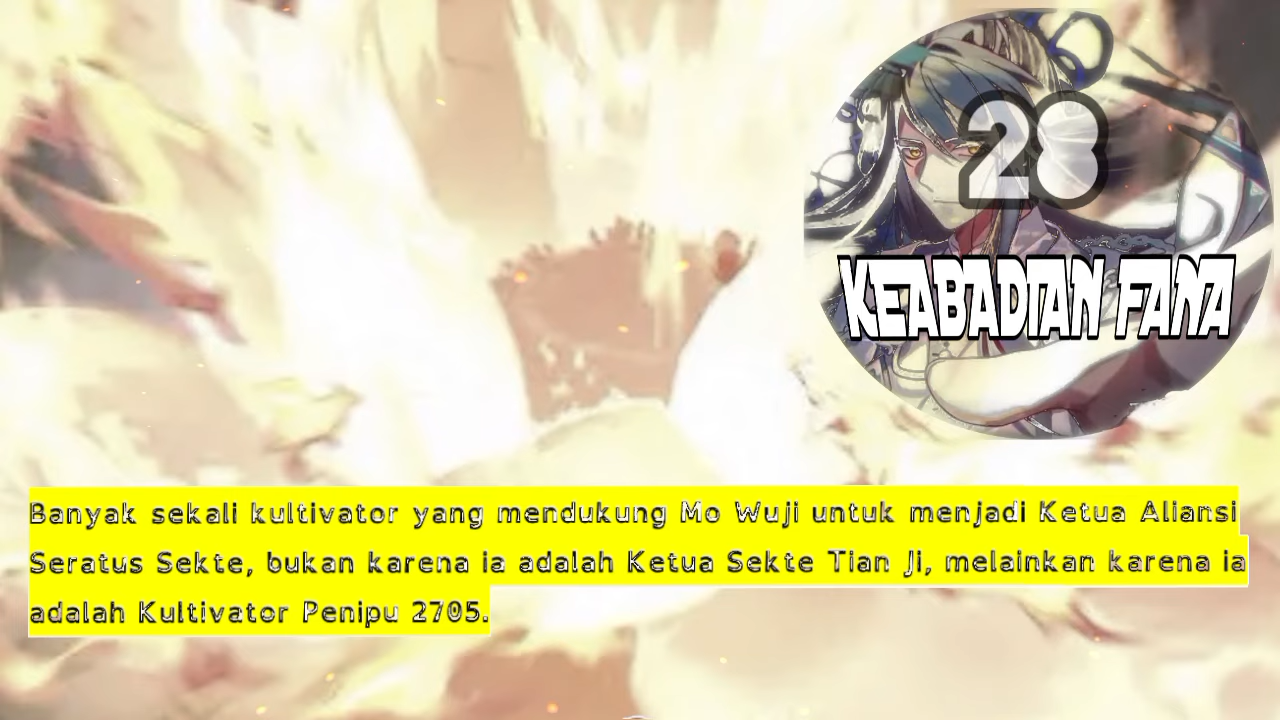 28
KEABADIAN FANA
Banyak sekali kultivator yang mendukung Mo Wuji untuk menjadi Ketua Aliansi
Seratus Sekte, bukan karena ia adalah Ketua Sekte Tian Ji, melainkan karena ia
adalah Kultivator Penipu 2705.